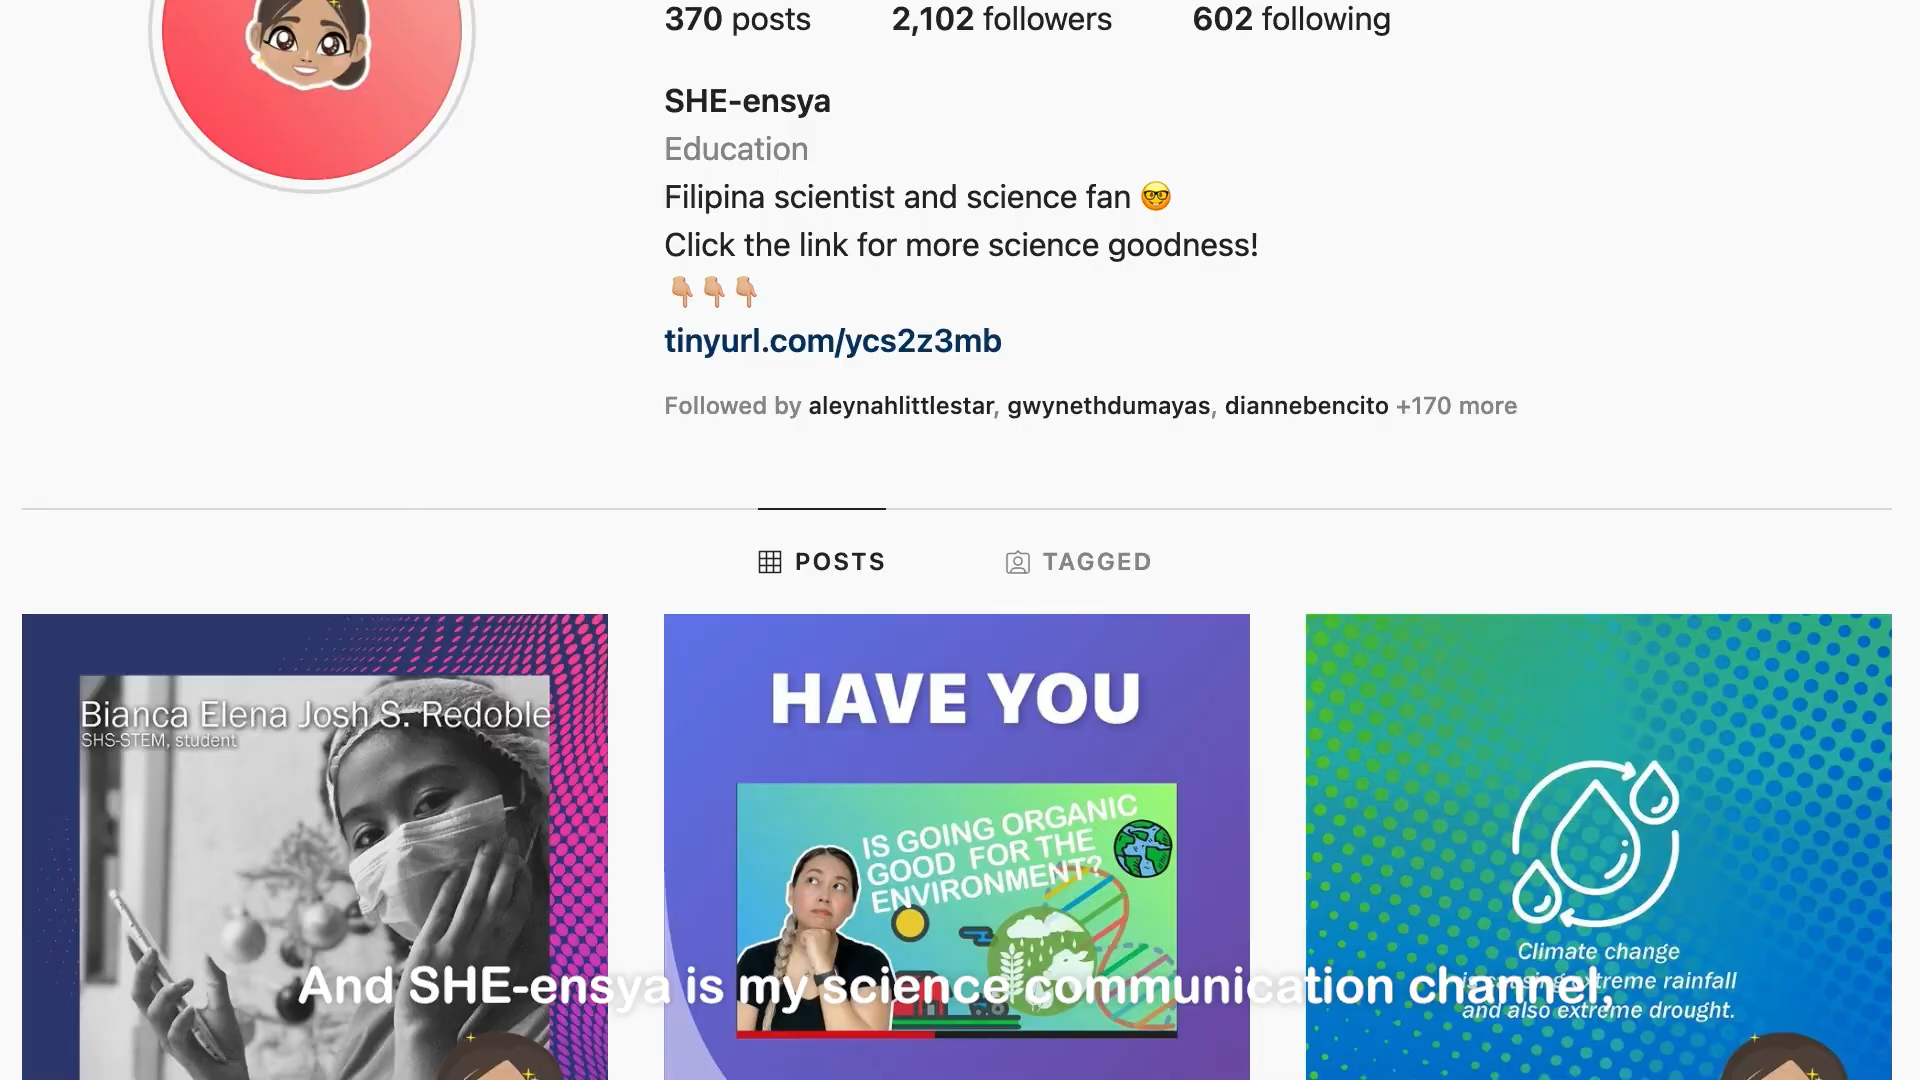 370 posts 2,102 followers 602 following
SHE-ensya
Education
Filipina scientist and science fan 🤓
Click the link for more science goodness!
👇🏼👇🏼👇🏼
tinyurl.com/ycs2z3mb
Followed by aleynahlittlestar, gwynethdumayas, diannebencito +170 more
POSTS TAGGED
Bianca Elena Josh S. Redoble
SHS-STEM, student
HAVE YOU
IS GOING ORGANIC
GOOD FOR THE
ENVIRONMENT?
Climate change
is causing extreme rainfall
and also extreme drought.
And SHE-ensya is my science communication channel,